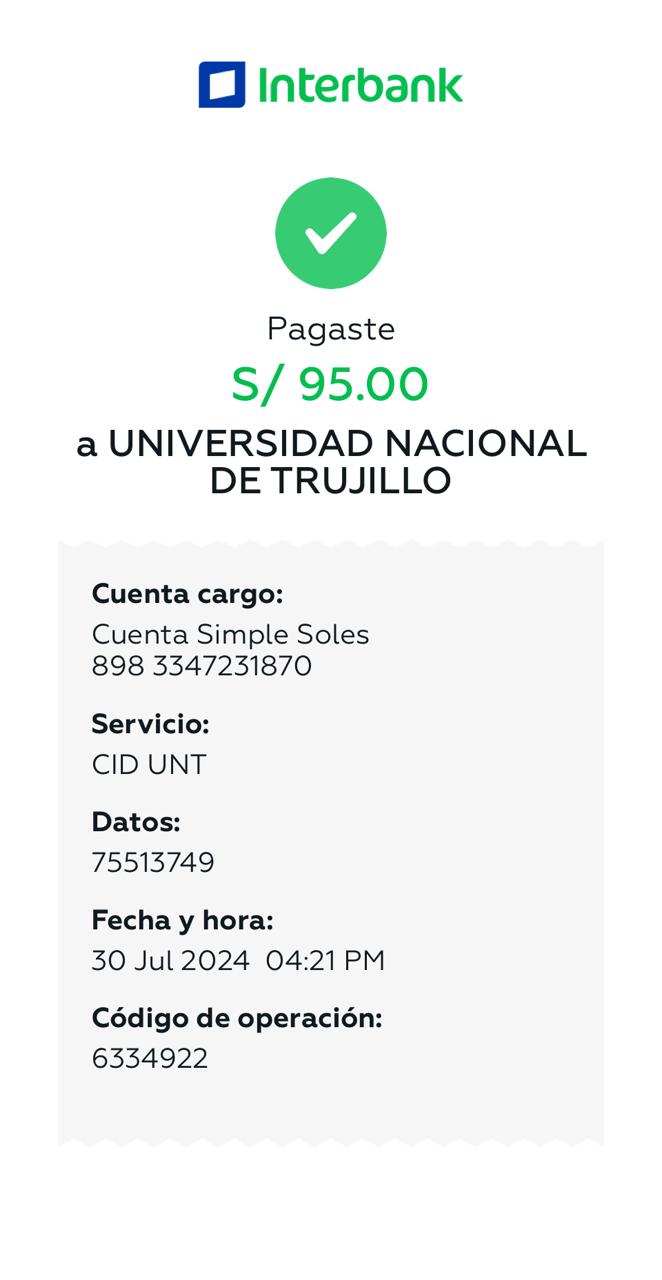 Interbank
Pagaste
S/ 95.00
a UNIVERSIDAD NACIONAL
DE TRUJILLO
Cuenta cargo:
Cuenta Simple Soles
898 3347231870
Servicio:
CID UNT
Datos:
75513749
Fecha y hora:
30 Jul 2024 04:21 PM
Código de operación:
6334922